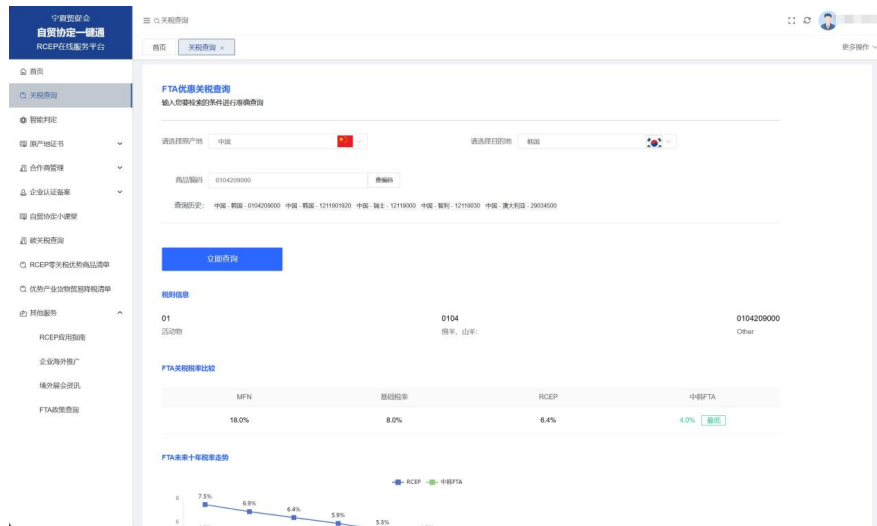 宁夏贸促会
自贸协定一键通
RCEP在线服务平台
首页
关税查询
智能判定
原产地证书
合作商管理
企业认证备案
自贸协定小课堂
碳关税查询
RCEP零关税优势商品清单
优势产业货物贸易降税清单
其他服务
RCEP应用指南
企业海外推广
境外展会资讯
FTA政策查询
关税查询
首页 关税查询 × 更多操作
FTA优惠关税查询
输入您要检索的条件进行准确查询
请选择原产地 中国 请选择目的地 韩国
商品编码 0104209000 查编码
查询历史: 中国 - 韩国 - 0104209000 中国 - 韩国 - 1211901920 中国 - 瑞士 - 12119000 中国 - 智利 - 12119030 中国 - 澳大利亚 - 29034500
立即查询
税则信息
01 0104 0104209000
活动物 绵羊、山羊: Other
FTA关税税率比较
MFN 基础税率 RCEP 中韩FTA
18.0% 8.0% 6.4% 4.0% 最低
FTA未来十年税率走势
RCEP 中韩FTA
8 7.5% 6.9% 6.4% 5.9% 5.3%
6